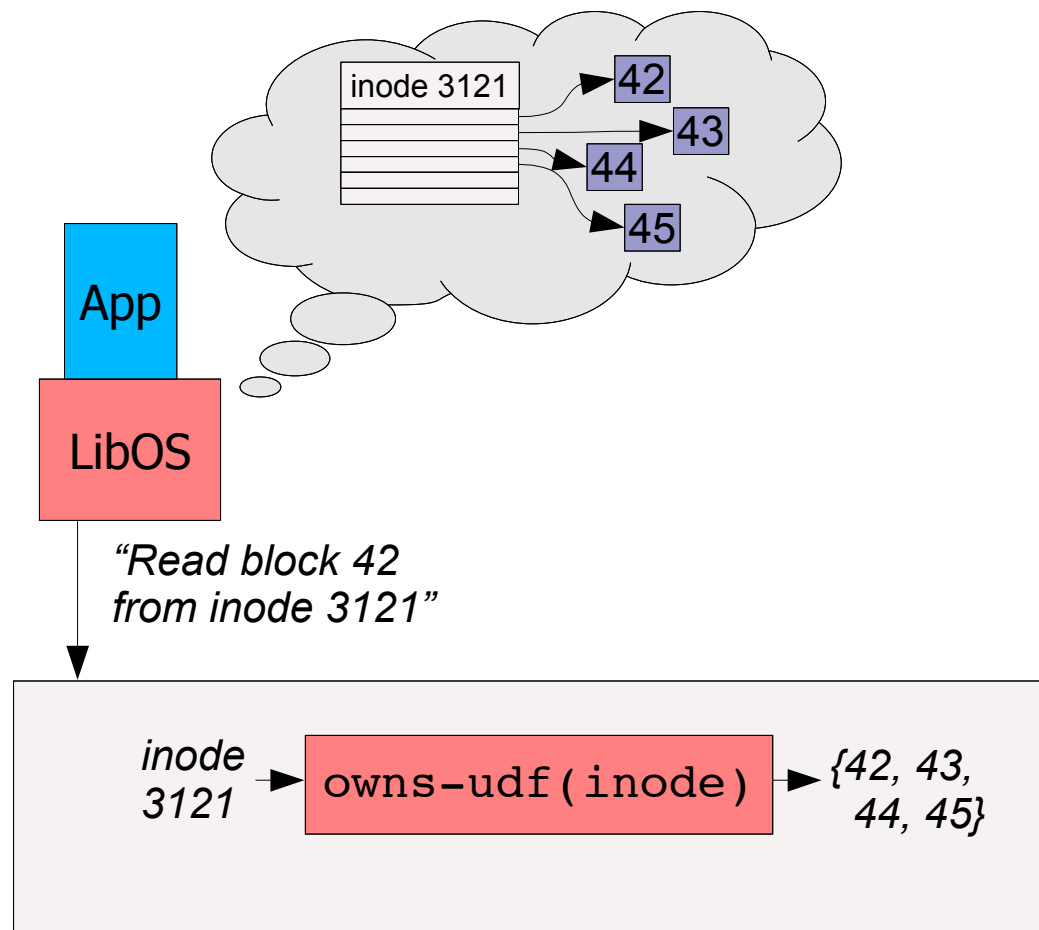 inode 3121
42
43
44
45
App
LibOS
“Read block 42
from inode 3121”
inode
3121
owns-udf(inode)
{42, 43,
44, 45}